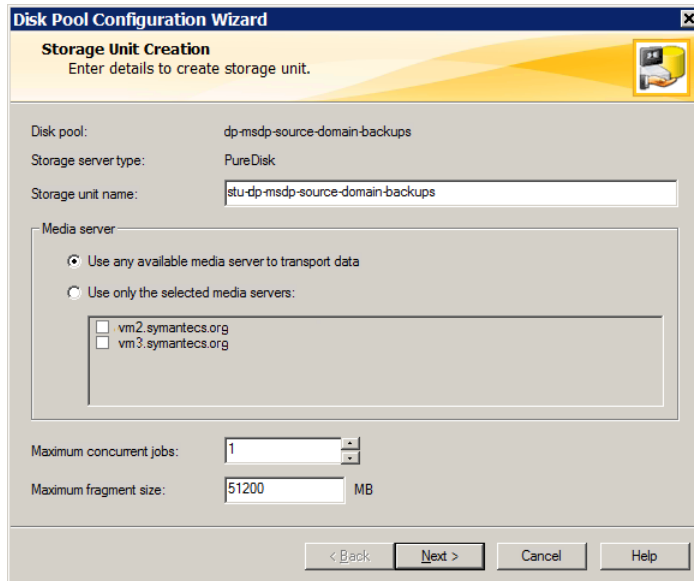 Disk Pool Configuration Wizard
Storage Unit Creation
Enter details to create storage unit.
Disk pool: dp-msdp-source-domain-backups
Storage server type: PureDisk
Storage unit name: stu-dp-msdp-source-domain-backups
Media server
Use any available media server to transport data
Use only the selected media servers:
vm2.symantecs.org
vm3.symantecs.org
Maximum concurrent jobs: 1
Maximum fragment size: 51200 MB
< Back Next > Cancel Help